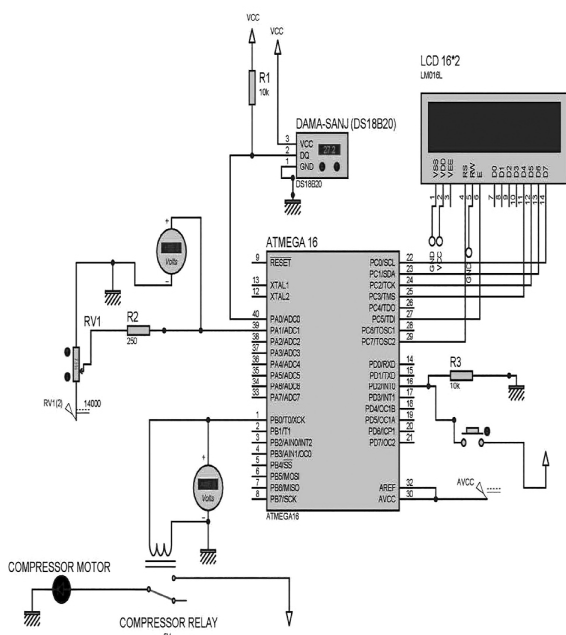 VCC
VCC
R1
10k
DAMA-SANJ (DS18B20)
3
2
1
VCC
DQ
GND
27.2
DS18B20
LCD 16*2
LM016L
VSS
VDD
VEE
RS
RW
E
D0
D1
D2
D3
D4
D5
D6
D7
1
2
3
4
5
6
7
8
9
10
11
12
13
14
GND
VCC
GND
+
Volts
-
R2
250
RV1
RV1(2)
14000
ATMEGA 16
9 RESET
13 XTAL1
12 XTAL2
40 PA0/ADC0
39 PA1/ADC1
38 PA2/ADC2
37 PA3/ADC3
36 PA4/ADC4
35 PA5/ADC5
34 PA6/ADC6
33 PA7/ADC7
1 PB0/T0/XCK
2 PB1/T1
3 PB2/AIN0/INT2
4 PB3/AIN1/OC0
5 PB4/SS
6 PB5/MOSI
7 PB6/MISO
8 PB7/SCK
PC0/SCL 22
PC1/SDA 23
PC2/TCK 24
PC3/TMS 25
PC4/TDO 26
PC5/TDI 27
PC6/TOSC1 28
PC7/TOSC2 29
PD0/RXD 14
PD1/TXD 15
PD2/INT0 16
PD3/INT1 17
PD4/OC1B 18
PD5/OC1A 19
PD6/ICP1 20
PD7/OC2 21
AREF 32
AVCC 30
ATMEGA16
R3
10k
AVCC
+
Volts
-
COMPRESSOR MOTOR
COMPRESSOR RELAY